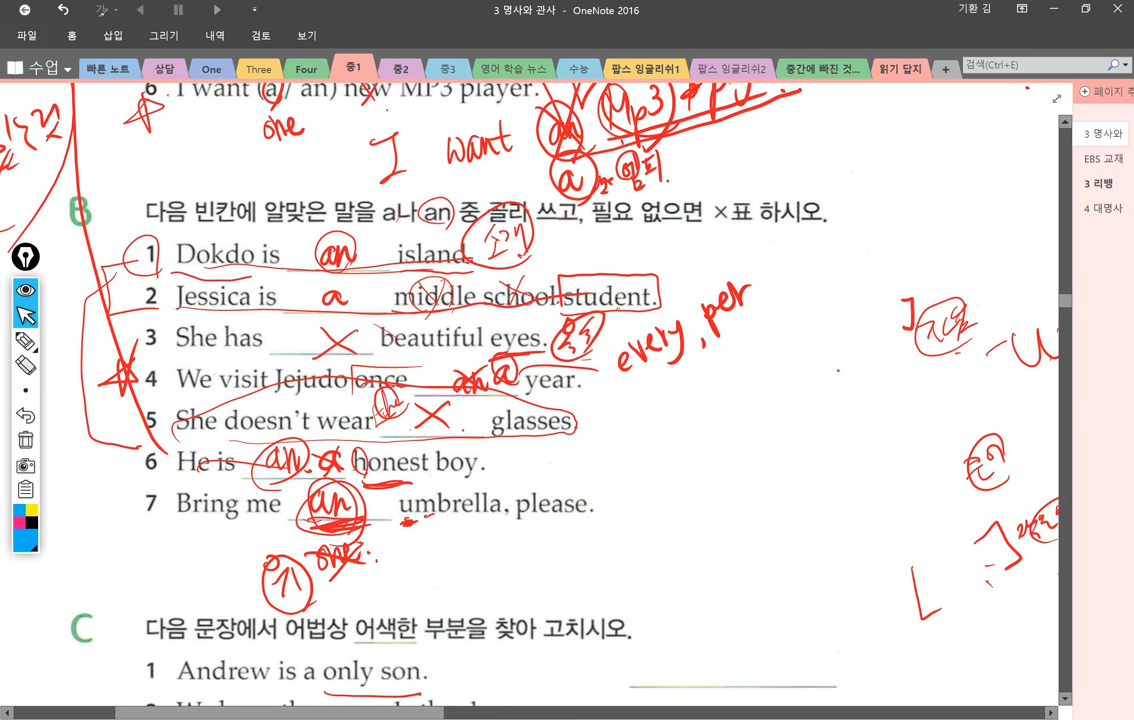 3 명사와 관사 - OneNote 2016
기환 김
파일 홈 삽입 그리기 내역 검토 보기
수업 빠른 노트 상담 One Three Four 중1 중2 중3 영어 학습 뉴스 수능 팝스 잉글리쉬1 팝스 잉글리쉬2 중간에 빠진 것... 읽기 답지 + 검색(Ctrl+E)
페이지 추
3 명사와
EBS 교재
3 리뱅
4 대명사
6 I want (a / an) new MP3 player.
one
I want an Mp3
a
B 다음 빈칸에 알맞은 말을 a나 an 중 골라 쓰고, 필요 없으면 ×표 하시오.
1 Dokdo is an island.
2 Jessica is a middle school student.
3 She has X beautiful eyes.
every, per
4 We visit Jejudo once an a year.
5 She doesn't wear the X glasses.
6 He is an a honest boy.
7 Bring me an umbrella, please.
one
C 다음 문장에서 어법상 어색한 부분을 찾아 고치시오.
1 Andrew is a only son.